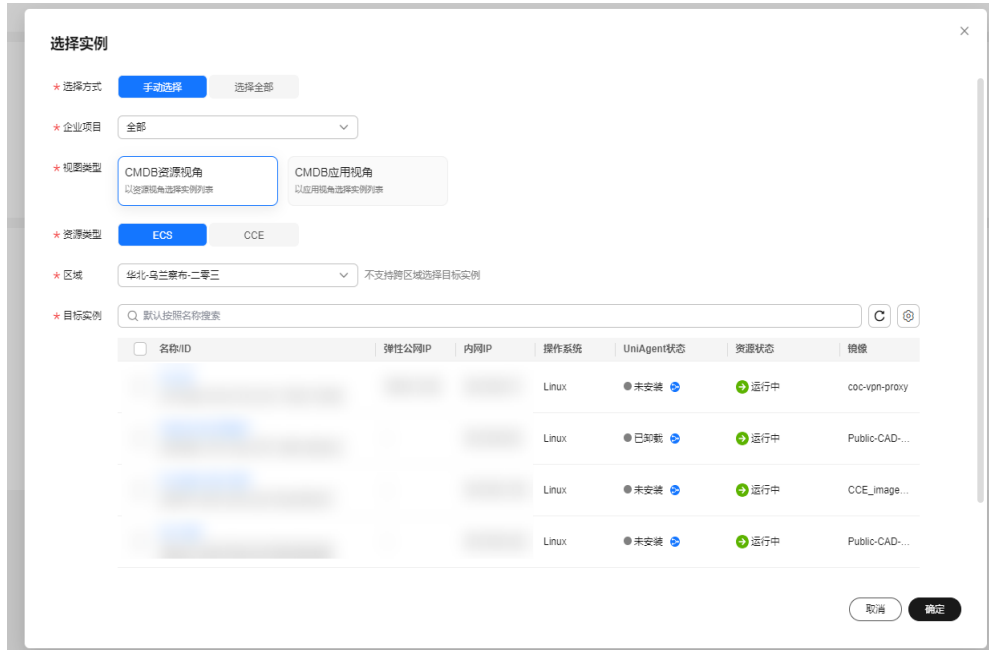 选择实例
* 选择方式 手动选择 选择全部
* 企业项目 全部
* 视图类型 CMDB资源视角 CMDB应用视角
以资源视角选择实例列表 以应用视角选择实例列表
* 资源类型 ECS CCE
* 区域 华北-乌兰察布-二零三 不支持跨区域选择目标实例
* 目标实例 默认按照名称搜索
名称/ID 弹性公网IP 内网IP 操作系统 UniAgent状态 资源状态 镜像
Linux 未安装 运行中 coc-vpn-proxy
Linux 已卸载 运行中 Public-CAD-...
Linux 未安装 运行中 CCE_image...
Linux 未安装 运行中 Public-CAD-...
取消 确定